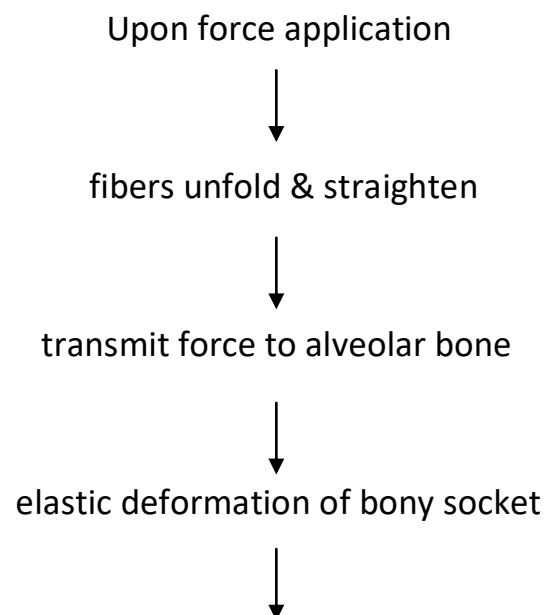 Upon force application
fibers unfold & straighten
transmit force to alveolar bone
elastic deformation of bony socket